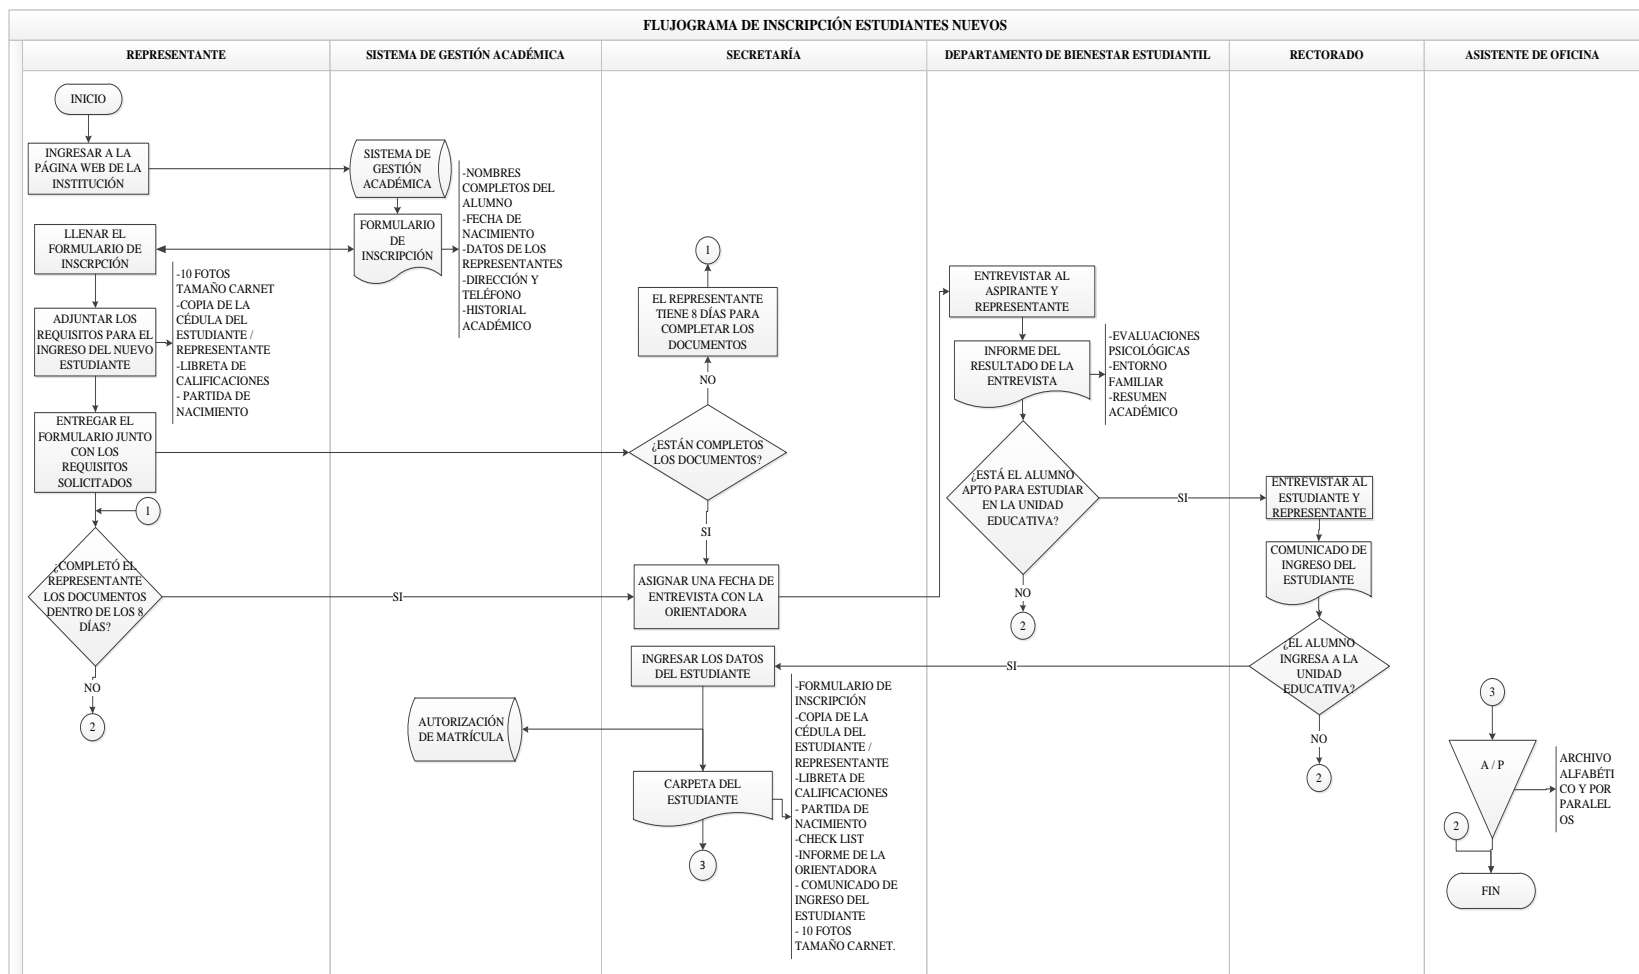 FLUJOGRAMA DE INSCRIPCIÓN ESTUDIANTES NUEVOS
REPRESENTANTE
SISTEMA DE GESTIÓN ACADÉMICA
SECRETARÍA
DEPARTAMENTO DE BIENESTAR ESTUDIANTIL
RECTORADO
ASISTENTE DE OFICINA
INICIO
INGRESAR A LA
PÁGINA WEB DE LA
INSTITUCIÓN
LLENAR EL
FORMULARIO DE
INSCRPCIÓN
ADJUNTAR LOS
REQUISITOS PARA EL
INGRESO DEL NUEVO
ESTUDIANTE
-10 FOTOS
TAMAÑO CARNET
-COPIA DE LA
CÉDULA DEL
ESTUDIANTE /
REPRESENTANTE
-LIBRETA DE
CALIFICACIONES
- PARTIDA DE
NACIMIENTO
ENTREGAR EL
FORMULARIO JUNTO
CON LOS
REQUISITOS
SOLICITADOS
1
¿COMPLETÓ EL
REPRESENTANTE
LOS DOCUMENTOS
DENTRO DE LOS 8
DÍAS?
SI
NO
2
SISTEMA DE
GESTIÓN
ACADÉMICA
FORMULARIO
DE
INSCRIPCIÓN
-NOMBRES
COMPLETOS DEL
ALUMNO
-FECHA DE
NACIMIENTO
-DATOS DE LOS
REPRESENTANTES
-DIRECCIÓN Y
TELÉFONO
-HISTORIAL
ACADÉMICO
AUTORIZACIÓN
DE MATRÍCULA
1
EL REPRESENTANTE
TIENE 8 DÍAS PARA
COMPLETAR LOS
DOCUMENTOS
NO
¿ESTÁN COMPLETOS
LOS DOCUMENTOS?
SI
ASIGNAR UNA FECHA DE
ENTREVISTA CON LA
ORIENTADORA
INGRESAR LOS DATOS
DEL ESTUDIANTE
CARPETA DEL
ESTUDIANTE
3
-FORMULARIO DE
INSCRIPCIÓN
-COPIA DE LA
CÉDULA DEL
ESTUDIANTE /
REPRESENTANTE
-LIBRETA DE
CALIFICACIONES
- PARTIDA DE
NACIMIENTO
-CHECK LIST
-INFORME DE LA
ORIENTADORA
- COMUNICADO DE
INGRESO DEL
ESTUDIANTE
- 10 FOTOS
TAMAÑO CARNET.
ENTREVISTAR AL
ASPIRANTE Y
REPRESENTANTE
INFORME DEL
RESULTADO DE LA
ENTREVISTA
-EVALUACIONES
PSICOLÓGICAS
-ENTORNO
FAMILIAR
-RESUMEN
ACADÉMICO
¿ESTÁ EL ALUMNO
APTO PARA ESTUDIAR
EN LA UNIDAD
EDUCATIVA?
SI
NO
2
ENTREVISTAR AL
ESTUDIANTE Y
REPRESENTANTE
COMUNICADO DE
INGRESO DEL
ESTUDIANTE
¿EL ALUMNO
INGRESA A LA
UNIDAD
EDUCATIVA?
SI
NO
2
3
A / P
ARCHIVO
ALFABÉTI
CO Y POR
PARALEL
OS
2
FIN